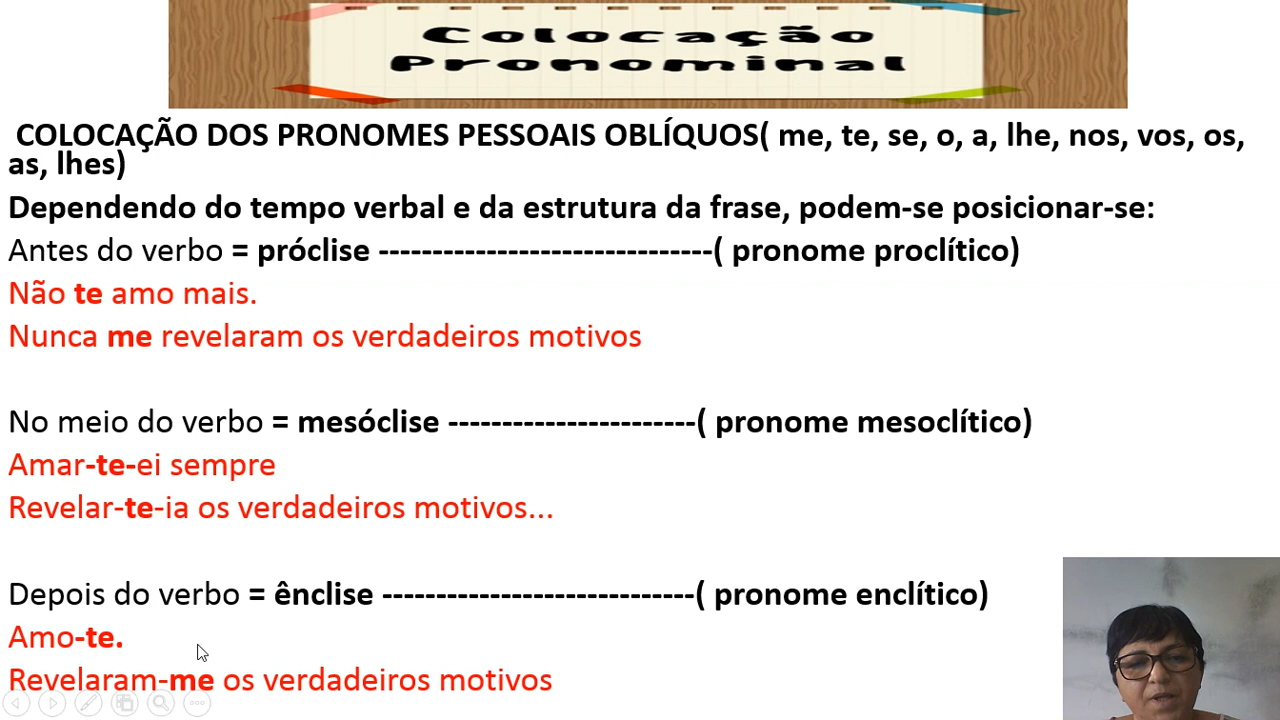 Colocação
Pronominal
COLOCAÇÃO DOS PRONOMES PESSOAIS OBLÍQUOS( me, te, se, o, a, lhe, nos, vos, os,
as, lhes)
Dependendo do tempo verbal e da estrutura da frase, podem-se posicionar-se:
Antes do verbo = próclise -------------------------------( pronome proclítico)
Não te amo mais.
Nunca me revelaram os verdadeiros motivos
No meio do verbo = mesóclise -----------------------( pronome mesoclítico)
Amar-te-ei sempre
Revelar-te-ia os verdadeiros motivos...
Depois do verbo = ênclise -----------------------------( pronome enclítico)
Amo-te.
Revelaram-me os verdadeiros motivos